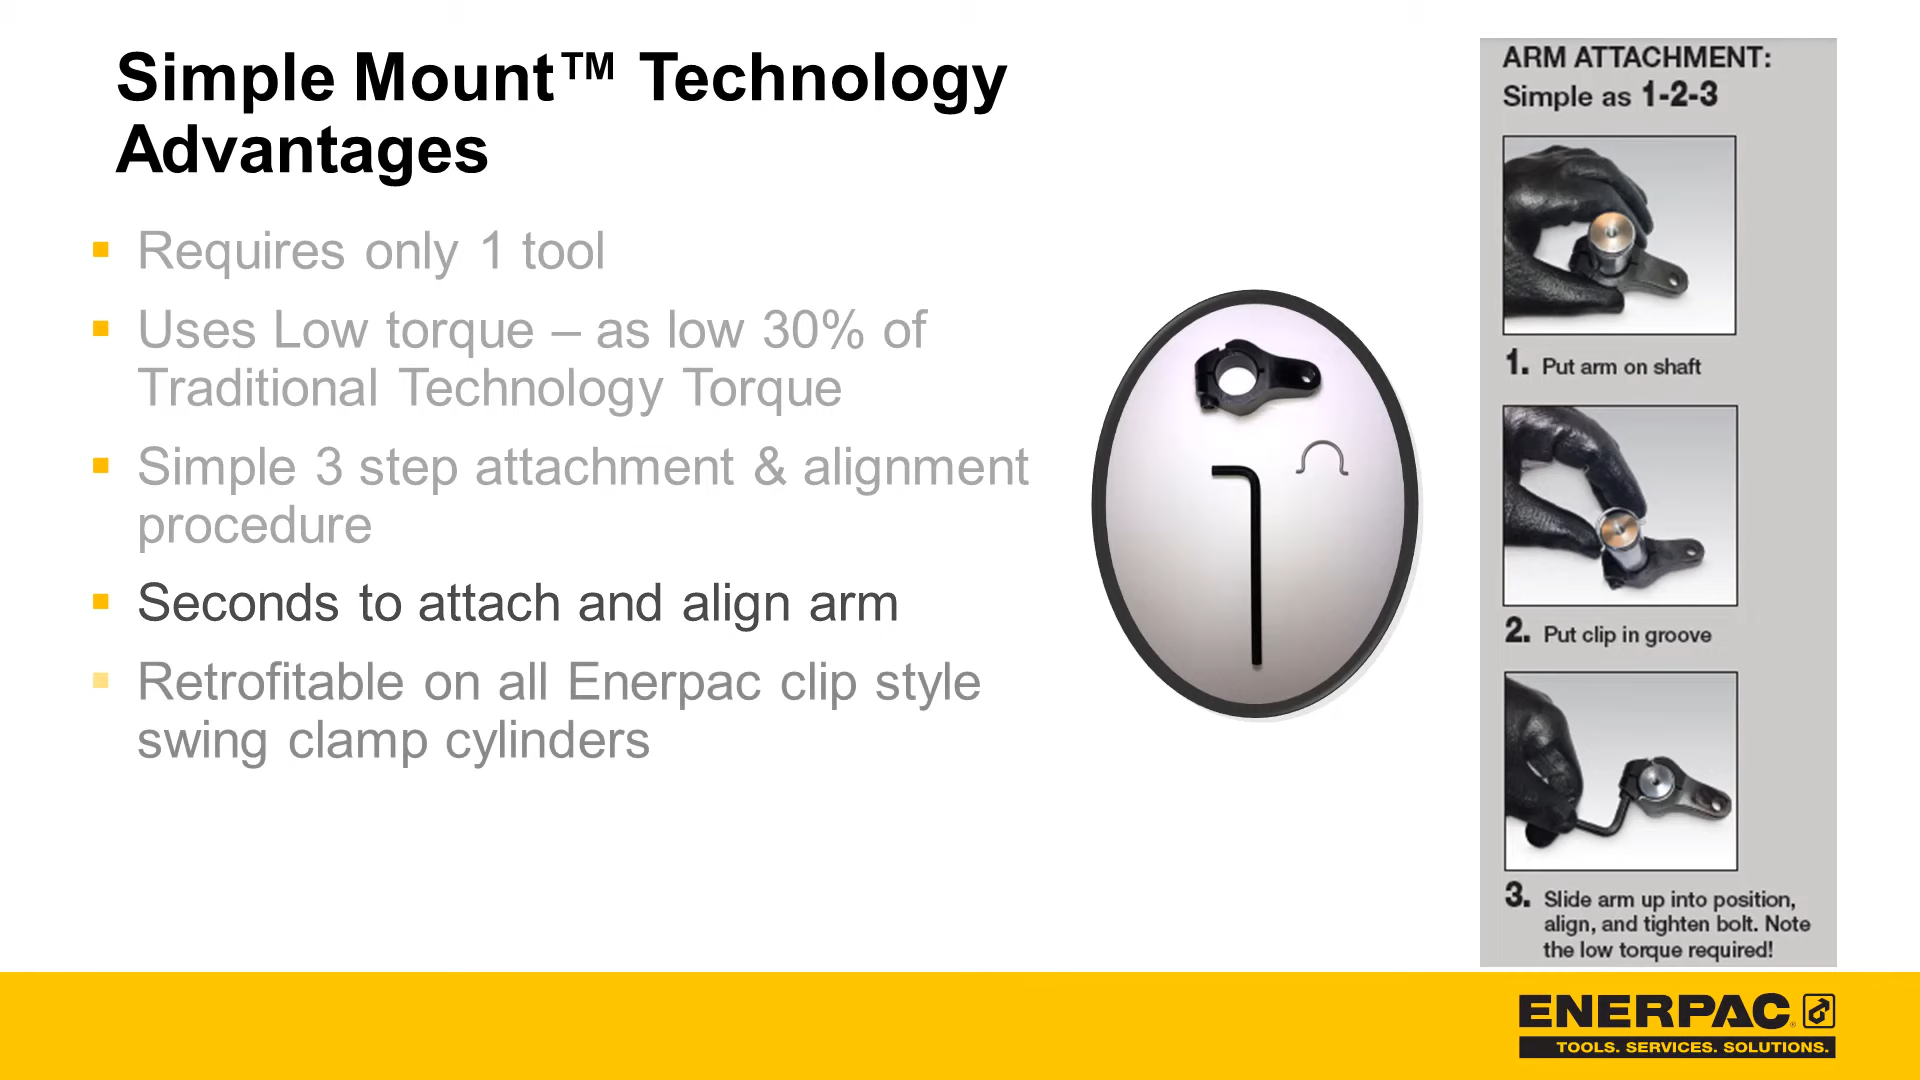 Simple Mount™ Technology
Advantages
Requires only 1 tool
Uses Low torque – as low 30% of
Traditional Technology Torque
Simple 3 step attachment & alignment
procedure
Seconds to attach and align arm
Retrofitable on all Enerpac clip style
swing clamp cylinders
ARM ATTACHMENT:
Simple as 1-2-3
1. Put arm on shaft
2. Put clip in groove
3. Slide arm up into position,
align, and tighten bolt. Note
the low torque required!
ENERPAC®
TOOLS. SERVICES. SOLUTIONS.